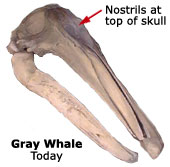 Nostrils at
top of skull
Gray Whale
Today